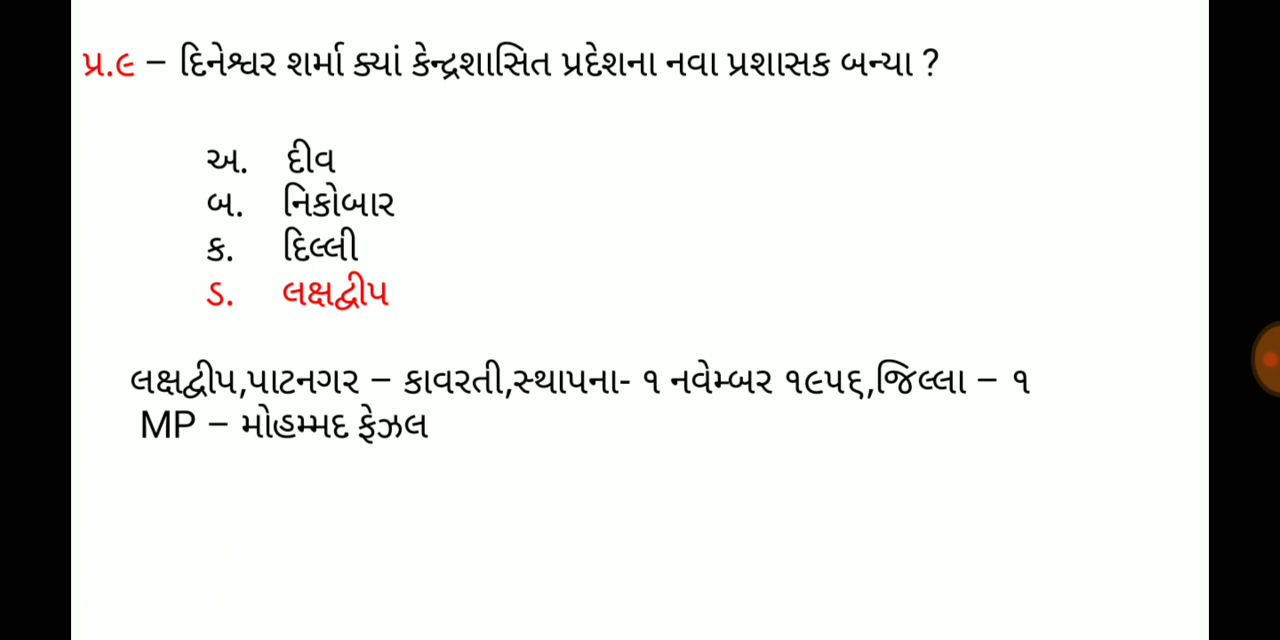 પ્ર.૯ – દિનેશ્વર શર્મા ક્યાં કેન્દ્રશાસિત પ્રદેશના નવા પ્રશાસક બન્યા ?
અ. દીવ
બ. નિકોબાર
ક. દિલ્લી
ડ. લક્ષદ્વીપ
લક્ષદ્વીપ,પાટનગર – કાવરતી,સ્થાપના- ૧ નવેમ્બર ૧૯૫૬,જિલ્લા – ૧
MP – મોહમ્મદ ફેઝલ